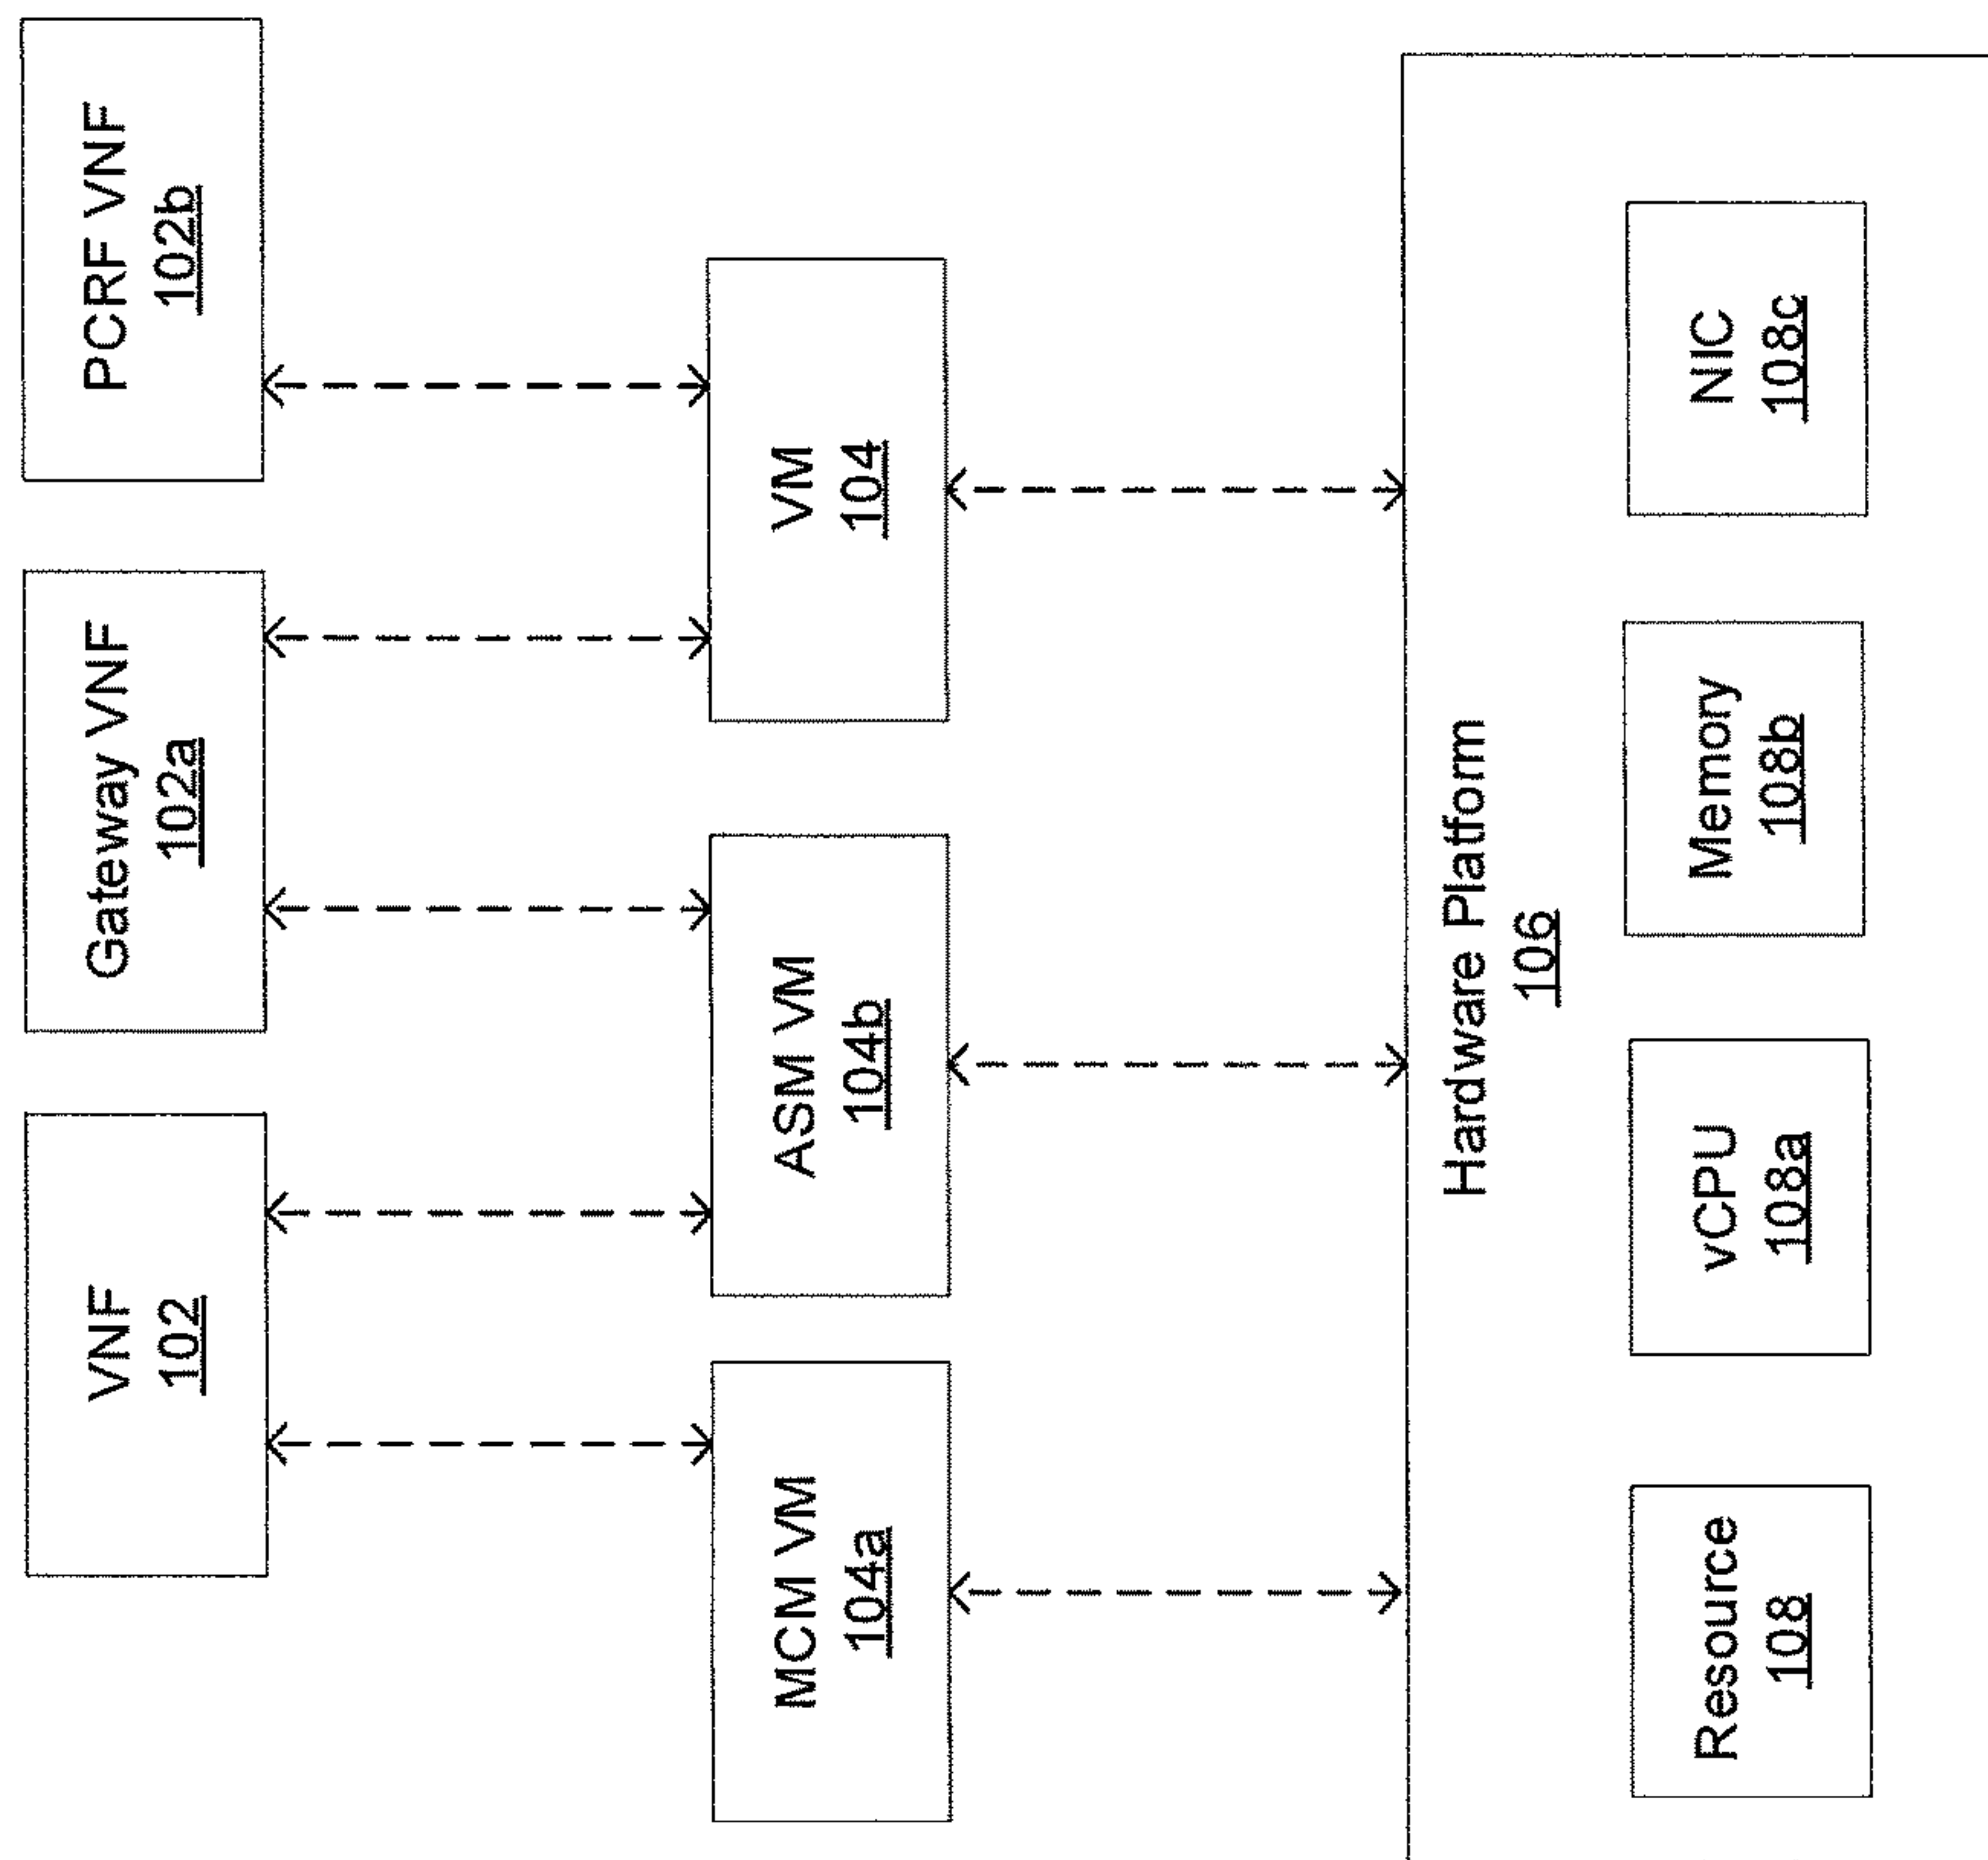 VNF
102
Gateway VNF
102a
PCRF VNF
102b
MCM VM
104a
ASM VM
104b
VM
104
Hardware Platform
106
Resource
108
vCPU
108a
Memory
108b
NIC
108c